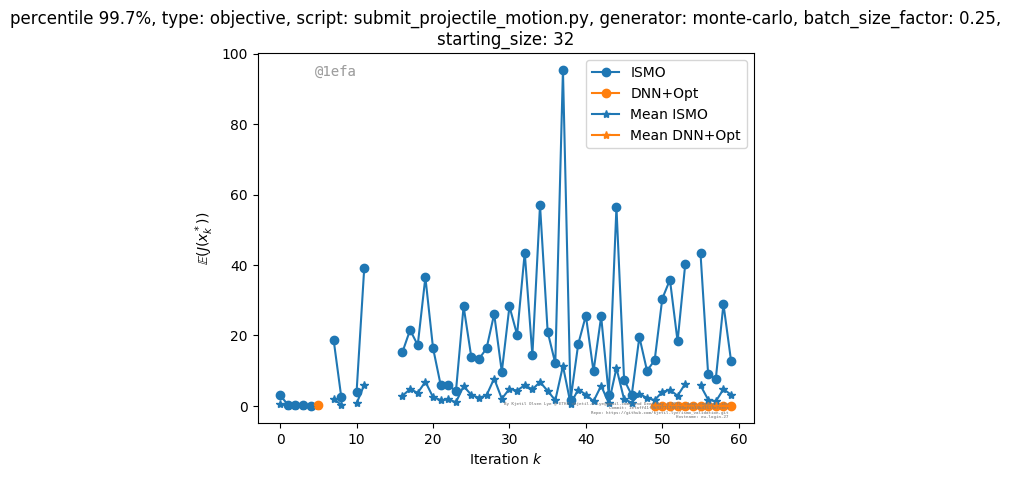 percentile 99.7%, type: objective, script: submit_projectile_motion.py, generator: monte-carlo, batch_size_factor: 0.25,
starting_size: 32
@1efa
ISMO
DNN+Opt
Mean ISMO
Mean DNN+Opt
100
80
60
40
20
0
𝔼(J(x*_k))
0 10 20 30 40 50 60
Iteration k